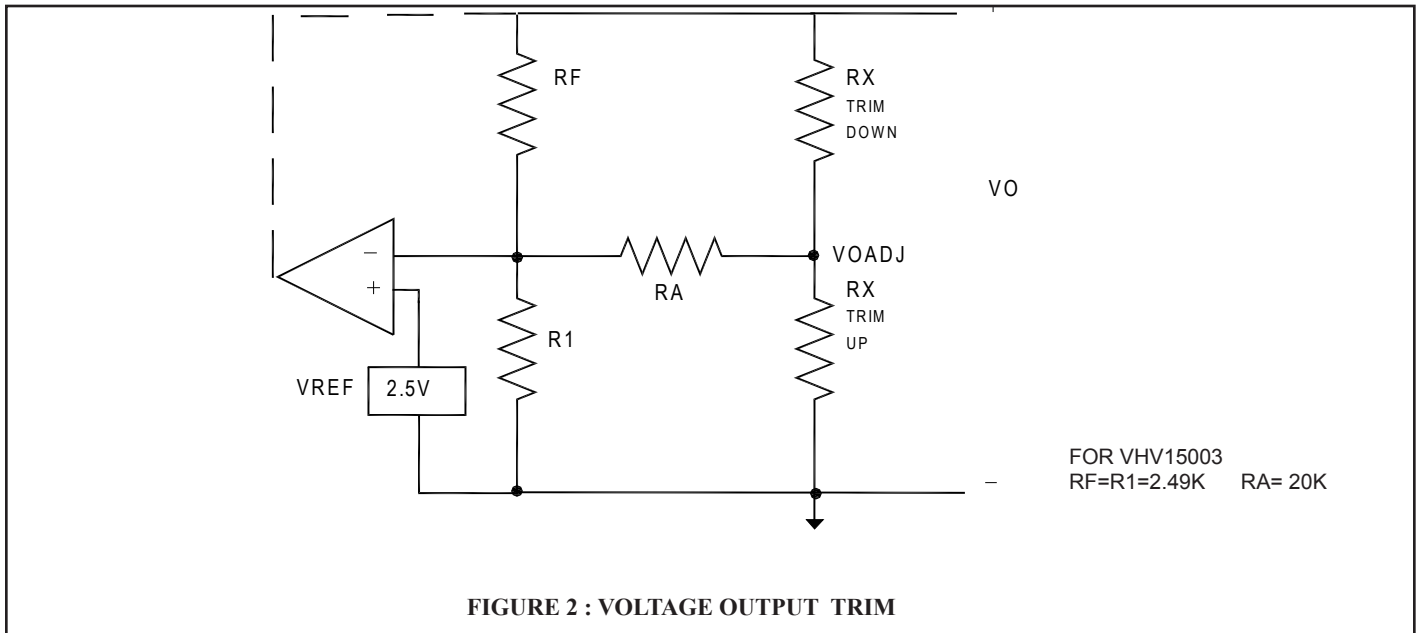 RF
RX
TRIM
DOWN
VO
−
+
RA
VOADJ
R1
RX
TRIM
UP
VREF 2.5V
−
FOR VHV15003
RF=R1=2.49K RA= 20K
FIGURE 2 : VOLTAGE OUTPUT TRIM